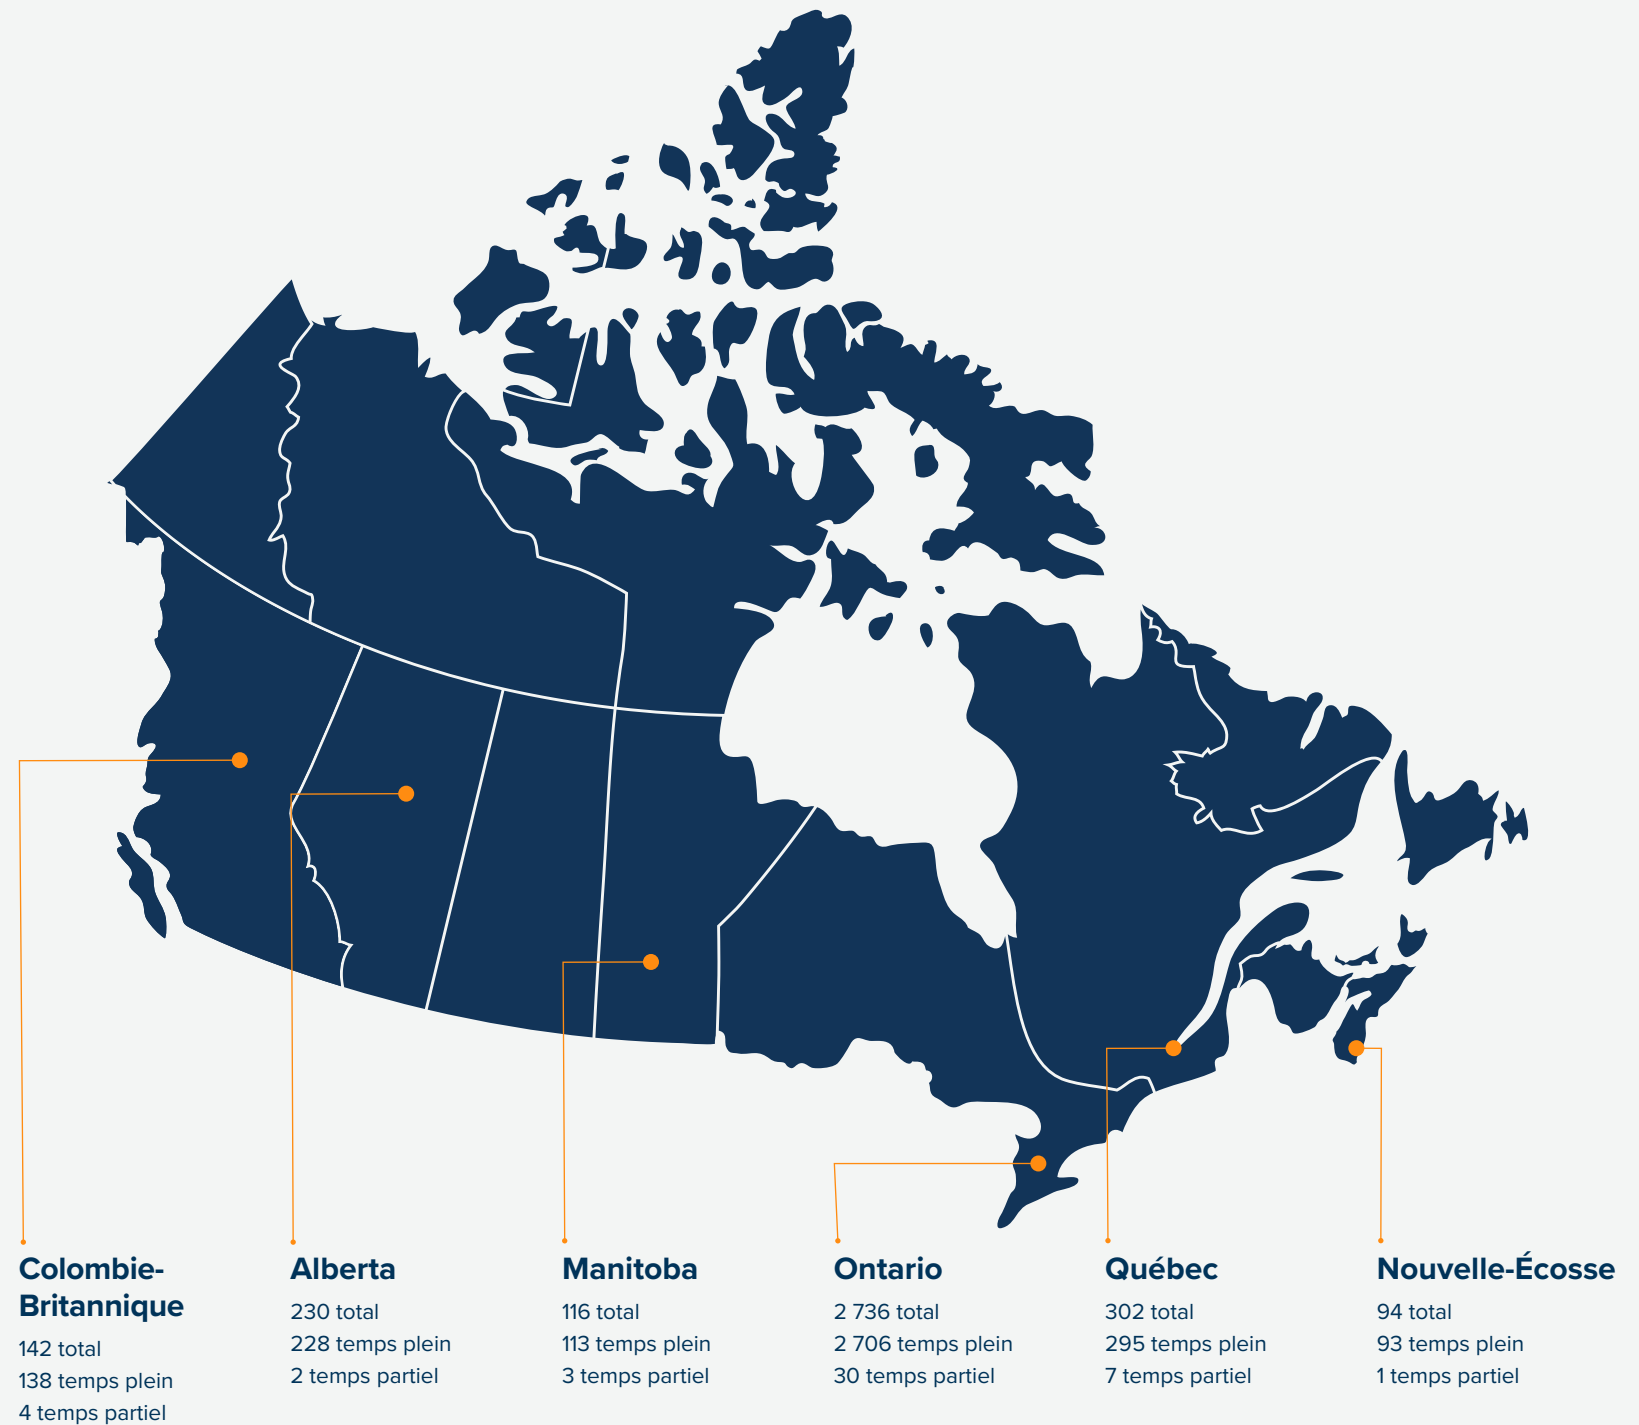 Colombie-
Britannique
142 total
138 temps plein
4 temps partiel
Alberta
230 total
228 temps plein
2 temps partiel
Manitoba
116 total
113 temps plein
3 temps partiel
Ontario
2 736 total
2 706 temps plein
30 temps partiel
Québec
302 total
295 temps plein
7 temps partiel
Nouvelle-Écosse
94 total
93 temps plein
1 temps partiel